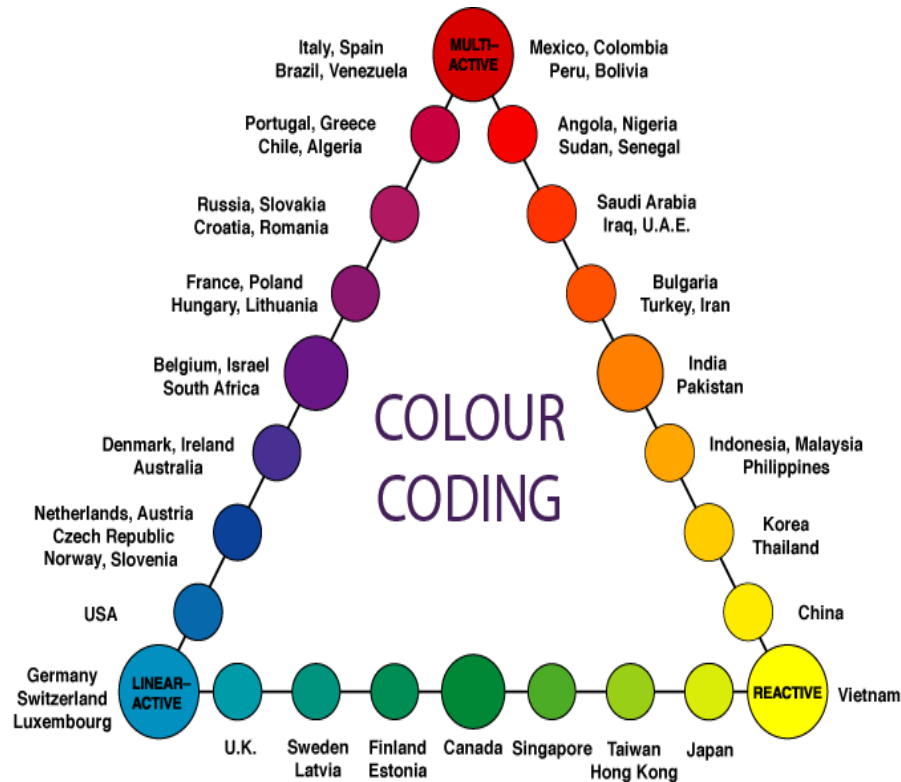 Italy, Spain
Brazil, Venezuela
MULTI–
ACTIVE
Mexico, Colombia
Peru, Bolivia
Portugal, Greece
Chile, Algeria
Angola, Nigeria
Sudan, Senegal
Russia, Slovakia
Croatia, Romania
Saudi Arabia
Iraq, U.A.E.
France, Poland
Hungary, Lithuania
Bulgaria
Turkey, Iran
Belgium, Israel
South Africa
India
Pakistan
COLOUR
CODING
Denmark, Ireland
Australia
Indonesia, Malaysia
Philippines
Netherlands, Austria
Czech Republic
Norway, Slovenia
Korea
Thailand
USA
China
Germany
Switzerland
Luxembourg
LINEAR–
ACTIVE
REACTIVE
Vietnam
U.K.
Sweden
Latvia
Finland
Estonia
Canada
Singapore
Taiwan
Hong Kong
Japan